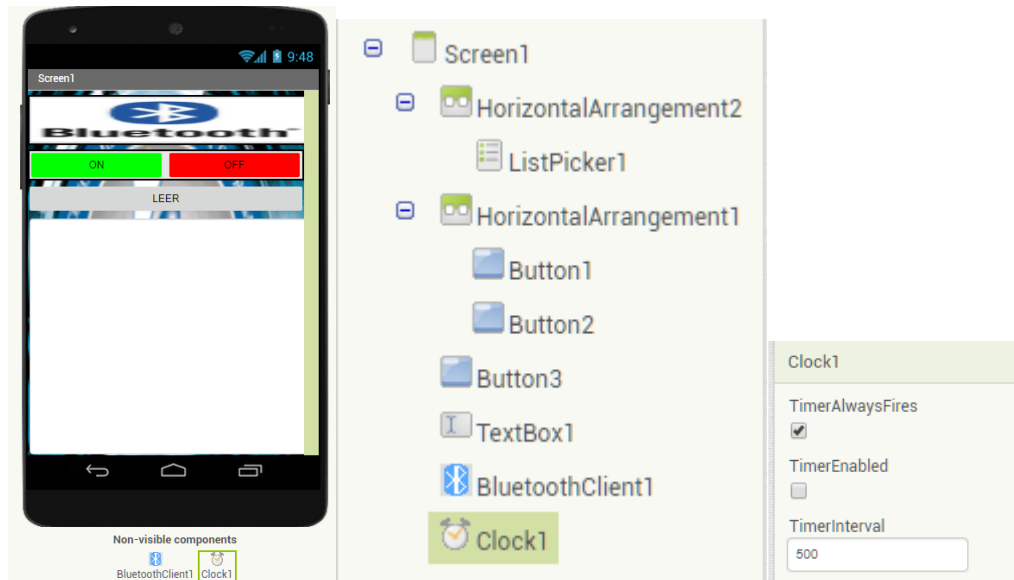 9:48
Screen1
Bluetooth™
ON OFF
LEER
Non-visible components
BluetoothClient1 Clock1
Screen1
HorizontalArrangement2
ListPicker1
HorizontalArrangement1
Button1
Button2
Button3
TextBox1
BluetoothClient1
Clock1
Clock1
TimerAlwaysFires
TimerEnabled
TimerInterval
500